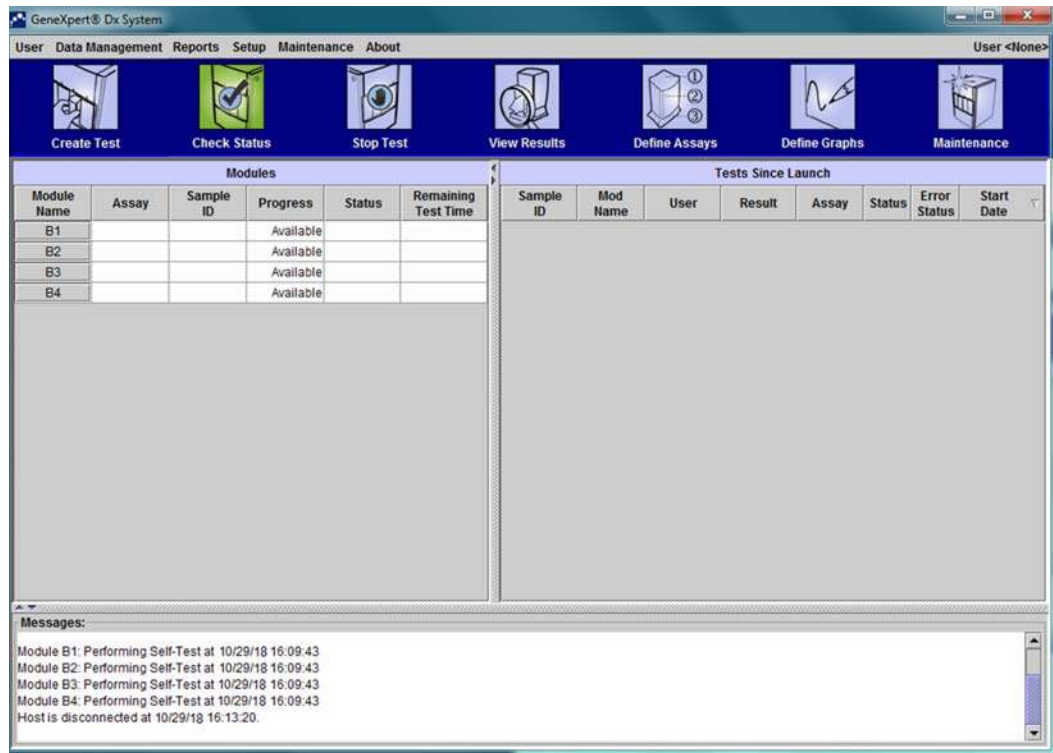 GeneXpert® Dx System
User Data Management Reports Setup Maintenance About User <None>
Create Test Check Status Stop Test View Results Define Assays Define Graphs Maintenance
Modules
Module Name Assay Sample ID Progress Status Remaining Test Time
B1 Available
B2 Available
B3 Available
B4 Available
Tests Since Launch
Sample ID Mod Name User Result Assay Status Error Status Start Date
Messages:
Module B1: Performing Self-Test at 10/29/18 16:09:43
Module B2: Performing Self-Test at 10/29/18 16:09:43
Module B3: Performing Self-Test at 10/29/18 16:09:43
Module B4: Performing Self-Test at 10/29/18 16:09:43
Host is disconnected at 10/29/18 16:13:20.